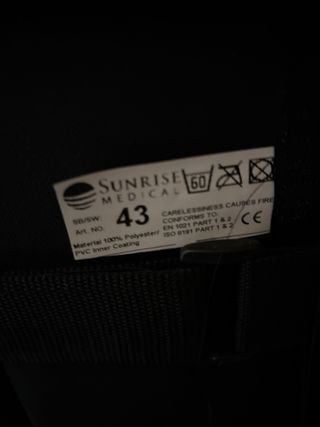 SUNRISE
MEDICAL
60
SB/SW:
43
Art. NO.
CARELESSNESS CAUSES FIRE
CONFORMS TO:
EN 1021 PART 1 & 2
ISO 8191 PART 1 & 2
CE
Material 100% Polyester/
PVC Inner Coating